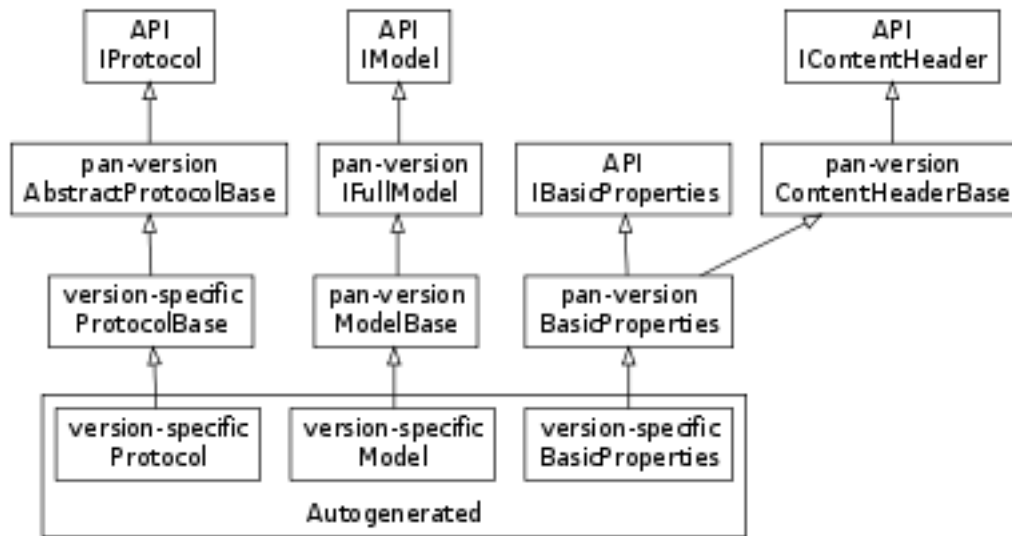 API
IProtocol
API
IModel
API
IContentHeader
pan-version
AbstractProtocolBase
pan-version
IFullModel
API
IBasicProperties
pan-version
ContentHeaderBase
version-specific
ProtocolBase
pan-version
ModelBase
pan-version
BasicProperties
version-specific
Protocol
version-specific
Model
version-specific
BasicProperties
Autogenerated